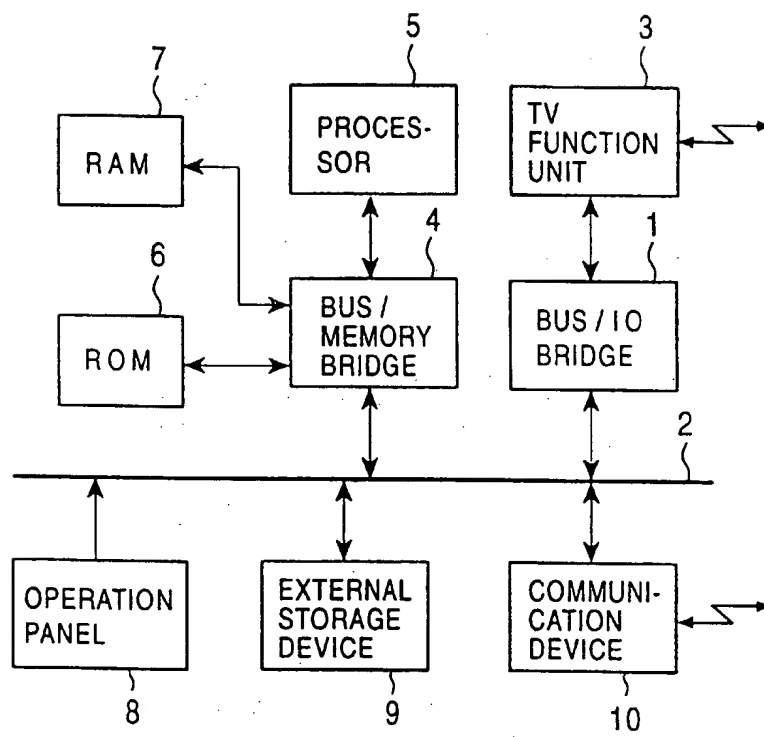 7
RAM
5
PROCES-
SOR
3
TV
FUNCTION
UNIT
6
ROM
4
BUS /
MEMORY
BRIDGE
1
BUS / IO
BRIDGE
2
OPERATION
PANEL
8
EXTERNAL
STORAGE
DEVICE
9
COMMUNI-
CATION
DEVICE
10